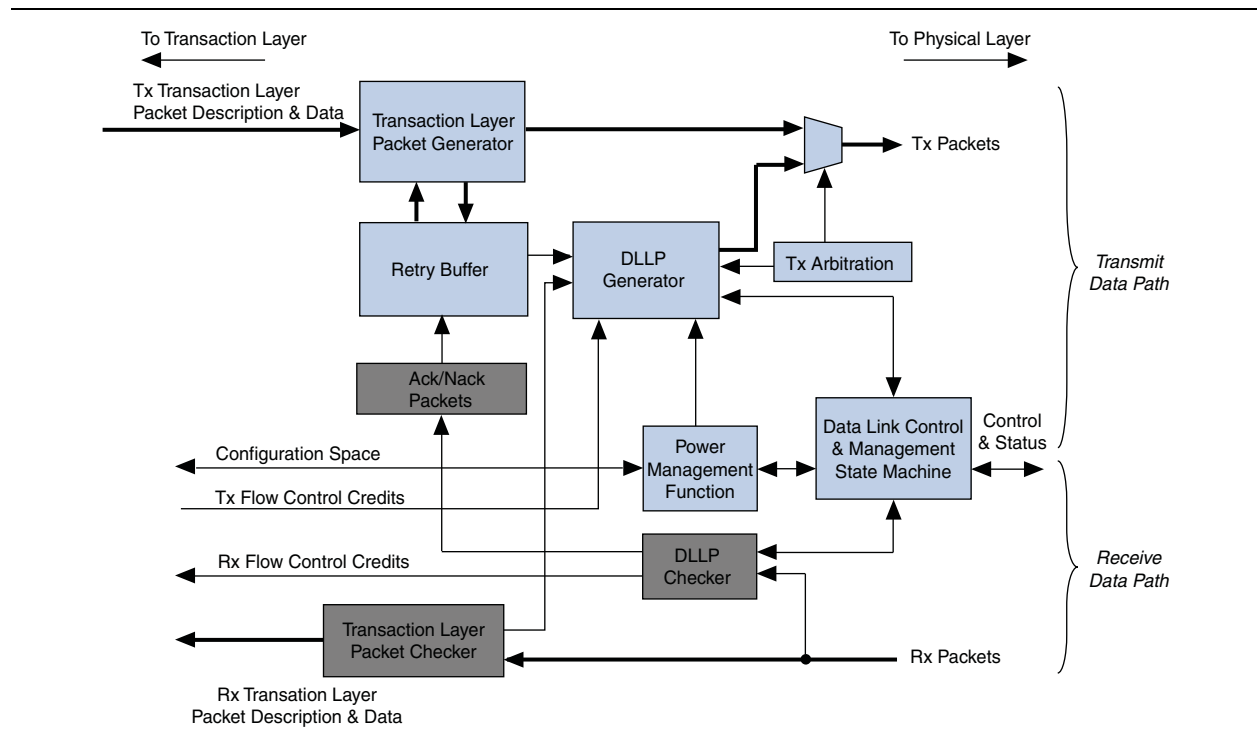 To Transaction Layer
To Physical Layer
Tx Transaction Layer
Packet Description & Data
Transaction Layer
Packet Generator
Tx Packets
Retry Buffer
DLLP
Generator
Tx Arbitration
Transmit
Data Path
Ack/Nack
Packets
Data Link Control
& Management
State Machine
Control
& Status
Configuration Space
Power
Management
Function
Tx Flow Control Credits
Rx Flow Control Credits
DLLP
Checker
Receive
Data Path
Transaction Layer
Packet Checker
Rx Packets
Rx Transation Layer
Packet Description & Data